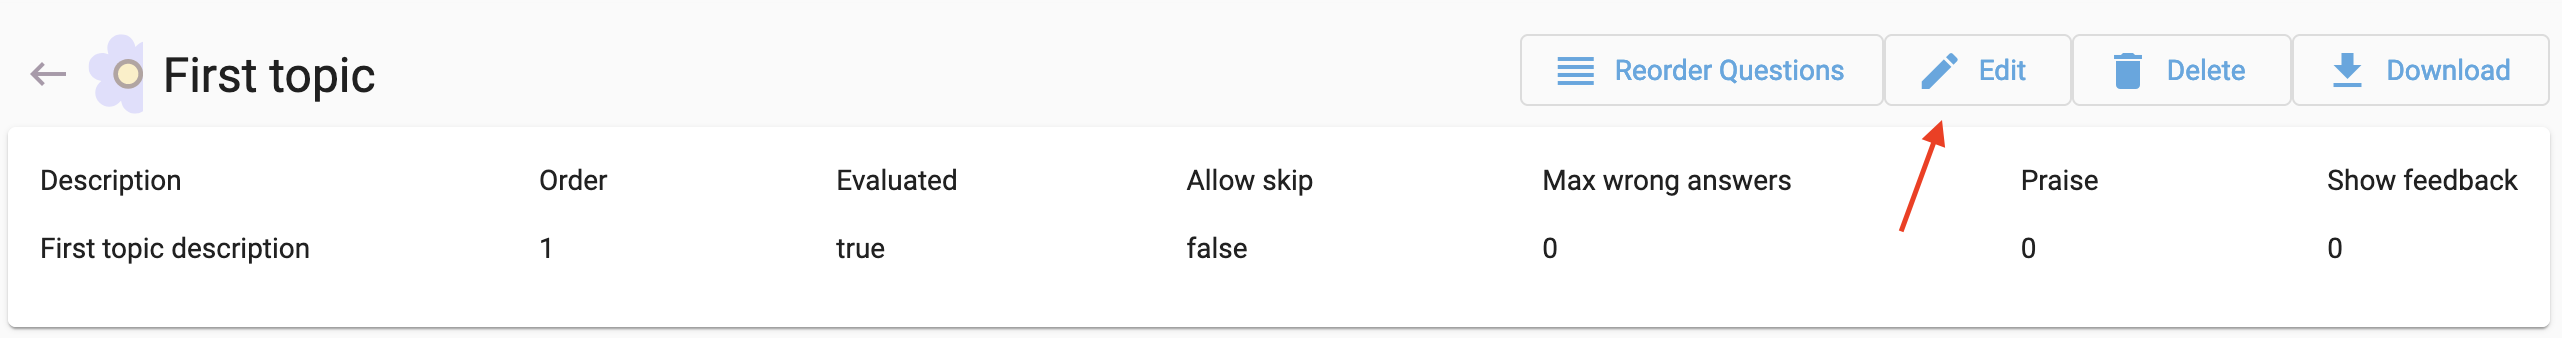 First topic
Reorder Questions Edit Delete Download
Description Order Evaluated Allow skip Max wrong answers Praise Show feedback
First topic description 1 true false 0 0 0